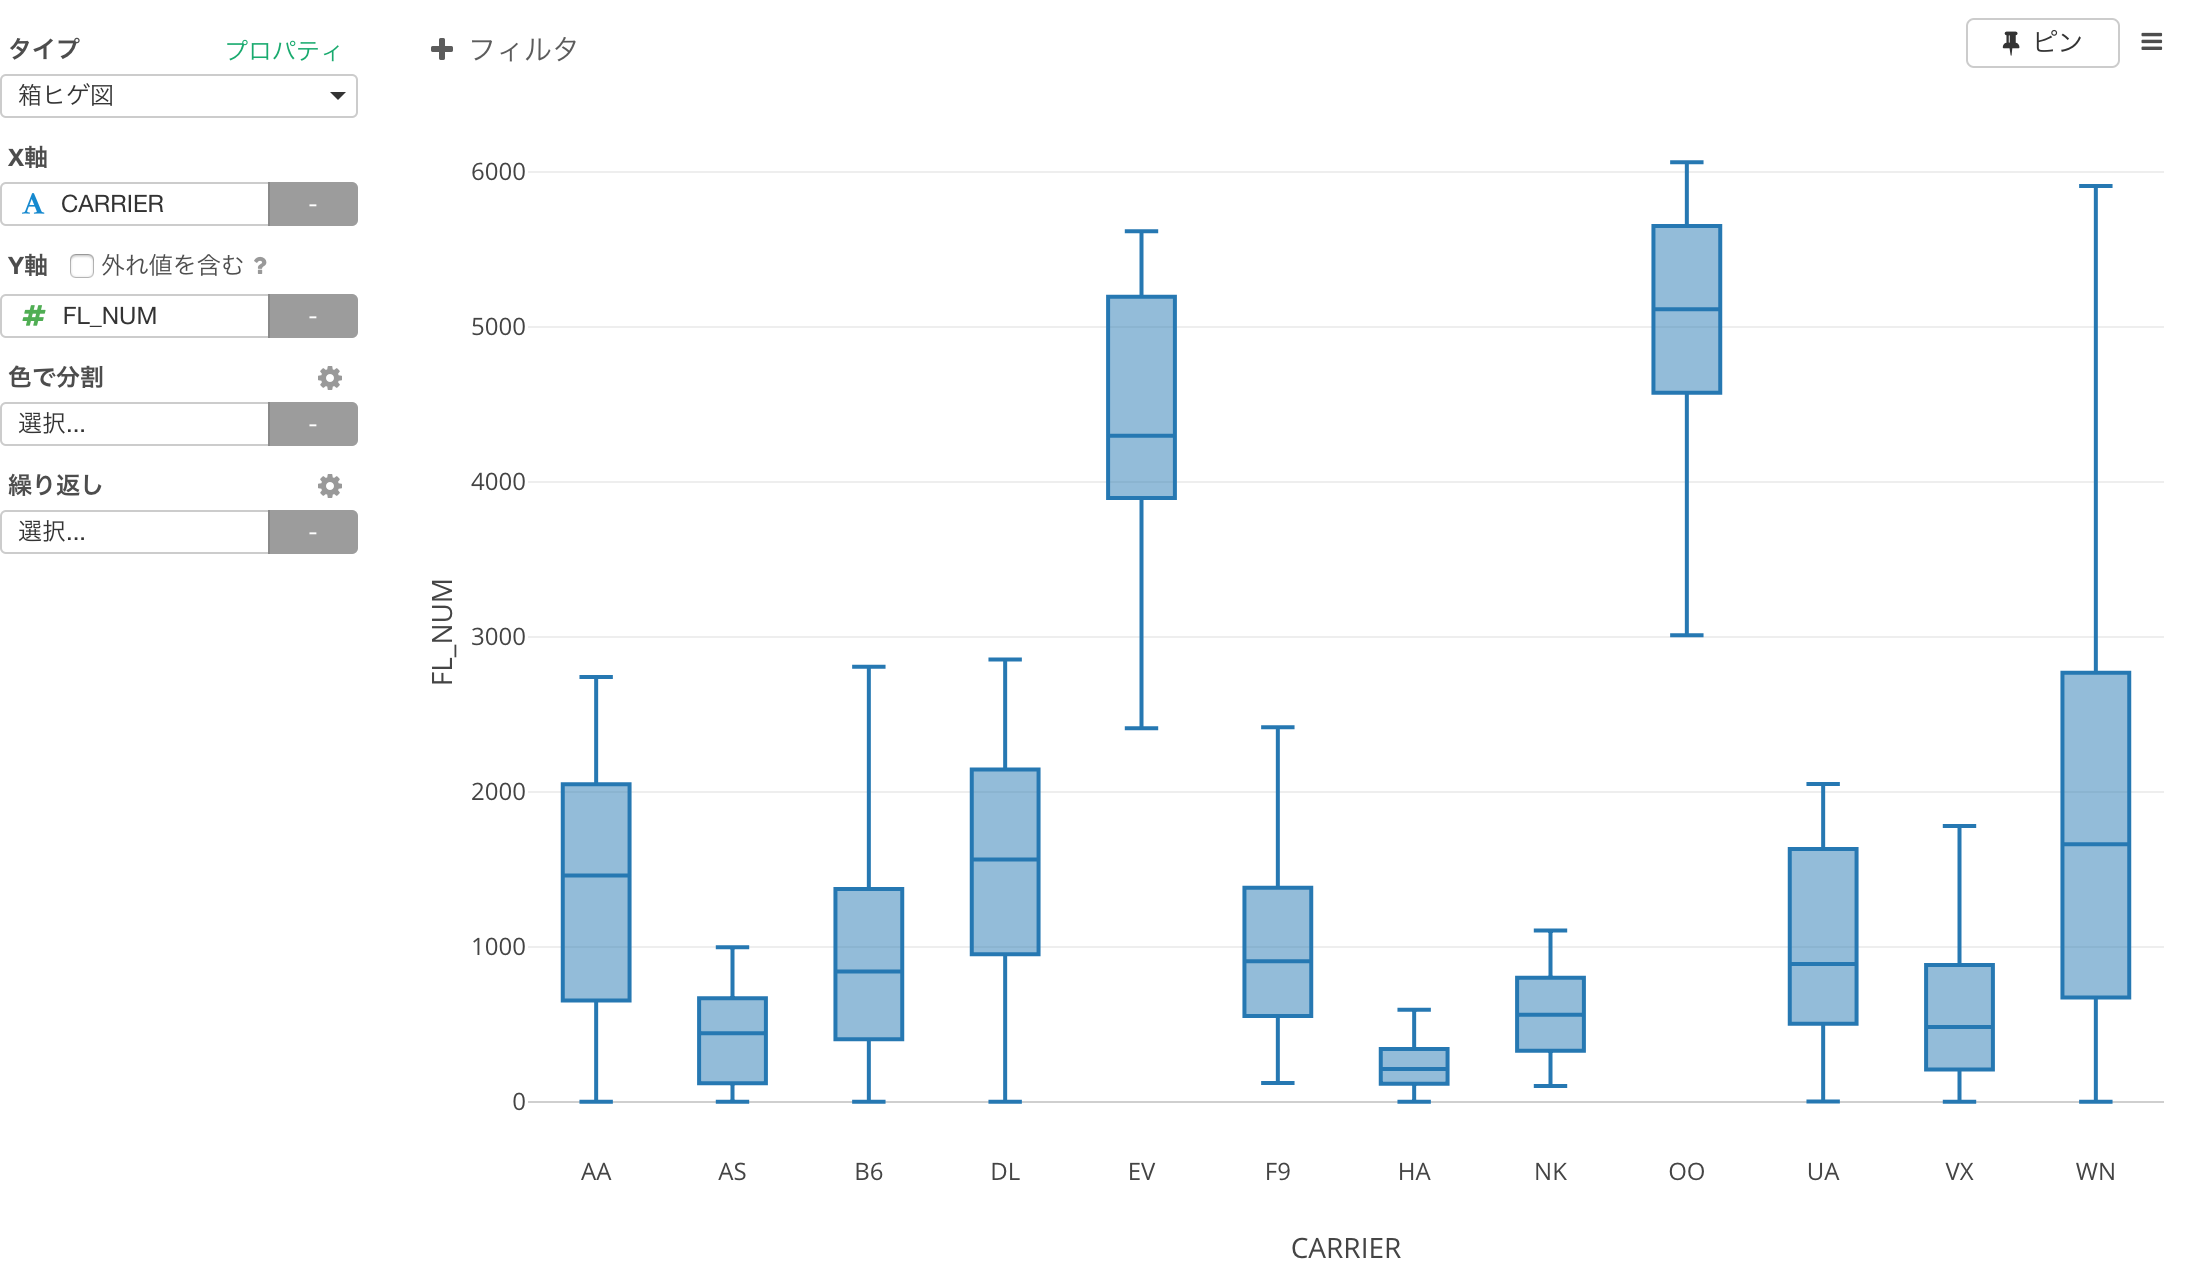 タイプ プロパティ
箱ヒゲ図
X軸
A CARRIER -
Y軸 外れ値を含む ?
# FL_NUM -
色で分割
選択... -
繰り返し
選択... -
フィルタ
ピン
6000
5000
4000
3000
2000
1000
0
FL_NUM
AA AS B6 DL EV F9 HA NK OO UA VX WN
CARRIER